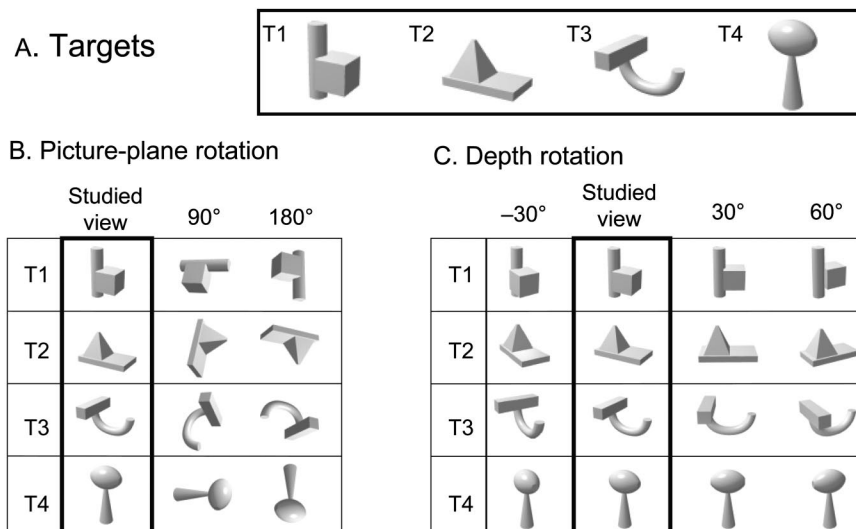 A. Targets
T1 T2 T3 T4
B. Picture-plane rotation
Studied view 90° 180°
T1
T2
T3
T4
C. Depth rotation
–30° Studied view 30° 60°
T1
T2
T3
T4